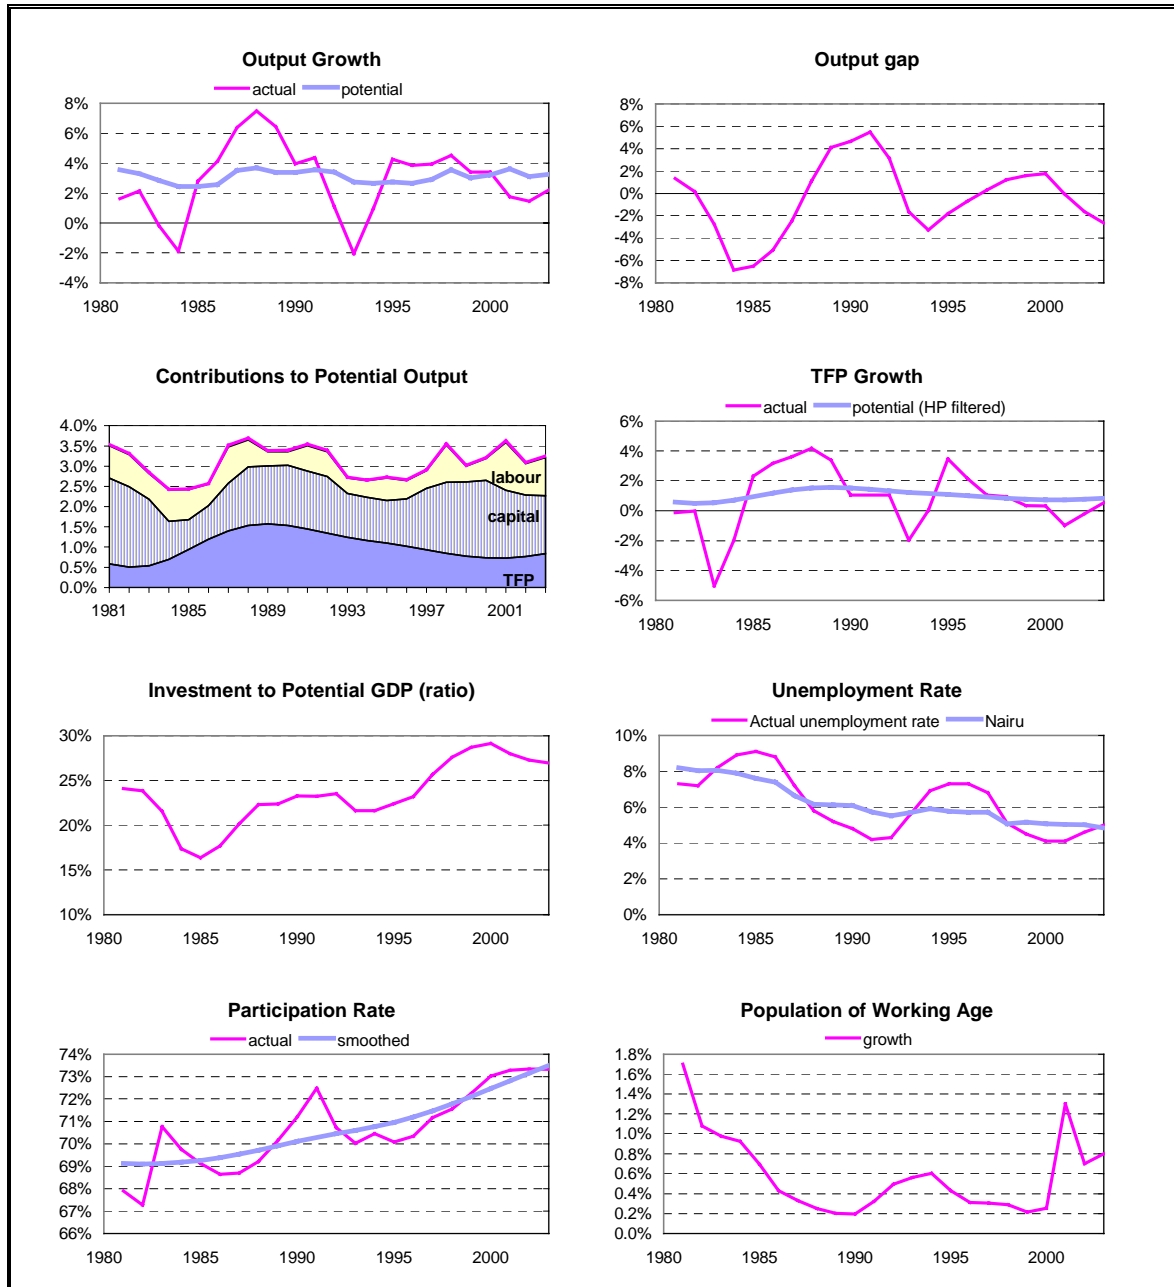 Output Growth
actual potential
8%
6%
4%
2%
0%
-2%
-4%
1980 1985 1990 1995 2000
Output gap
8%
6%
4%
2%
0%
-2%
-4%
-6%
-8%
1980 1985 1990 1995 2000
Contributions to Potential Output
4.0%
3.5%
3.0%
2.5%
2.0%
1.5%
1.0%
0.5%
0.0%
labour
capital
TFP
1981 1985 1989 1993 1997 2001
TFP Growth
actual potential (HP filtered)
6%
4%
2%
0%
-2%
-4%
-6%
1980 1985 1990 1995 2000
Investment to Potential GDP (ratio)
30%
25%
20%
15%
10%
1980 1985 1990 1995 2000
Unemployment Rate
Actual unemployment rate Nairu
10%
8%
6%
4%
2%
0%
1980 1985 1990 1995 2000
Participation Rate
actual smoothed
74%
73%
72%
71%
70%
69%
68%
67%
66%
1980 1985 1990 1995 2000
Population of Working Age
growth
1.8%
1.6%
1.4%
1.2%
1.0%
0.8%
0.6%
0.4%
0.2%
0.0%
1980 1985 1990 1995 2000